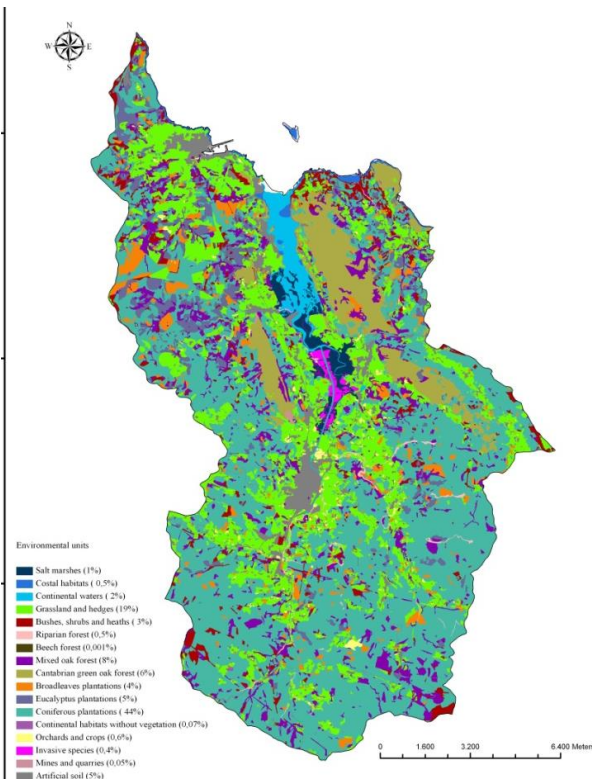 N
W E
S
Environmental units
Salt marshes (1%)
Costal habitats ( 0,5%)
Continental waters ( 2%)
Grassland and hedges (19%)
Bushes, shrubs and heaths ( 3%)
Riparian forest (0,5%)
Beech forest (0,001%)
Mixed oak forest (8%)
Cantabrian green oak forest (6%)
Broadleaves plantations (4%)
Eucalyptus plantations (5%)
Coniferous plantations ( 44%)
Continental habitats without vegetation (0,07%)
Orchards and crops (0,6%)
Invasive species (0,4%)
Mines and quarries (0,05%)
Artificial soil (5%)
0 1.600 3.200 6.400 Meters